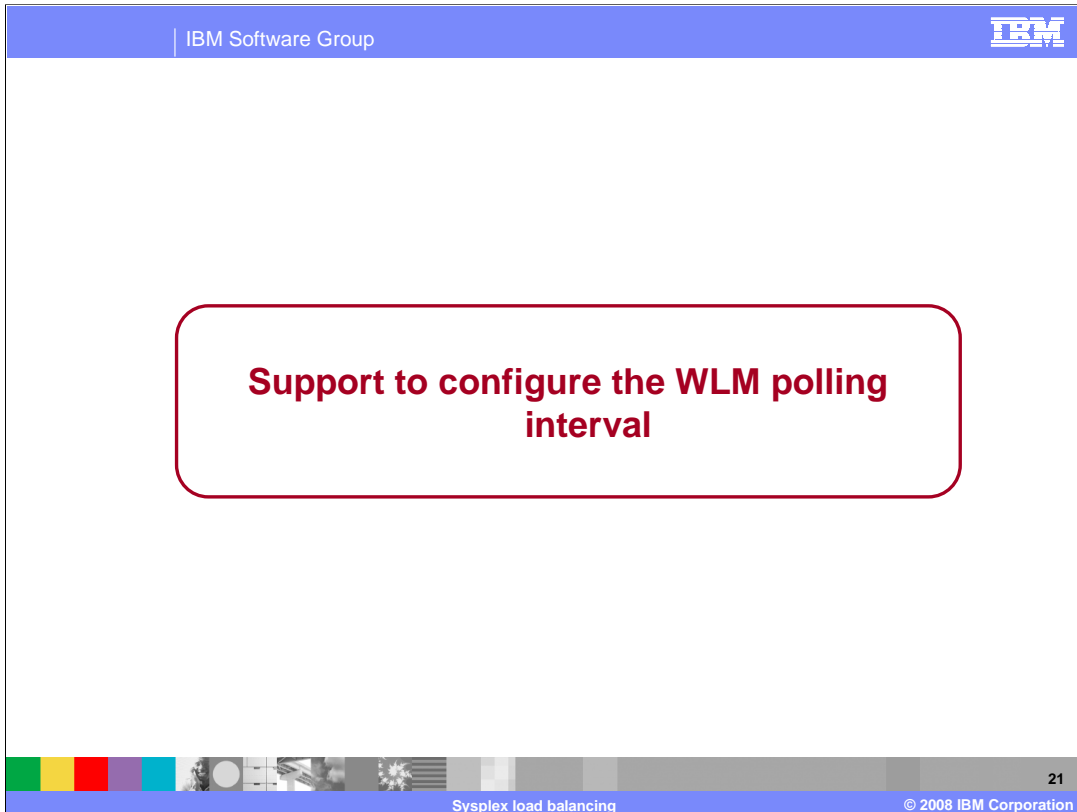 IBM Software Group
IBM
Support to configure the WLM polling
interval
21
Sysplex load balancing
© 2008 IBM Corporation